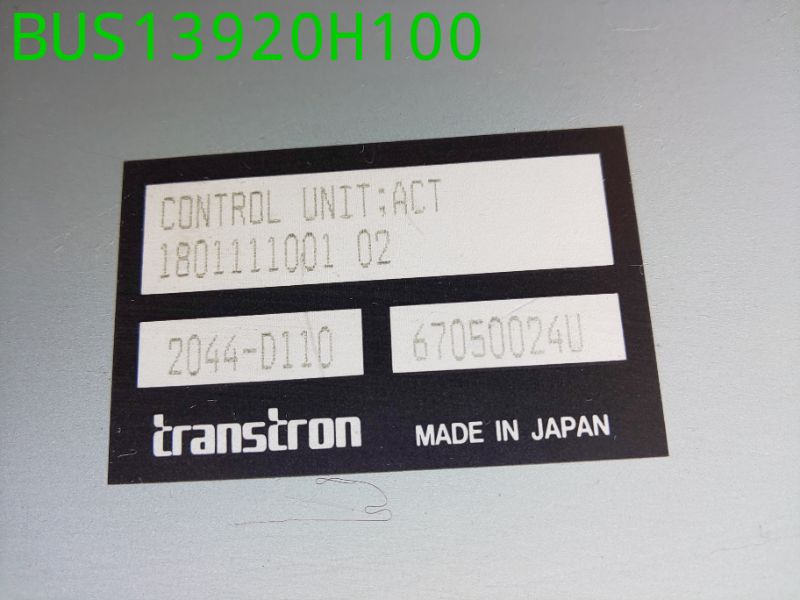 BUS13920H100
CONTROL UNIT;ACT
1801111001 02
2044-D110 67050024U
transtron MADE IN JAPAN